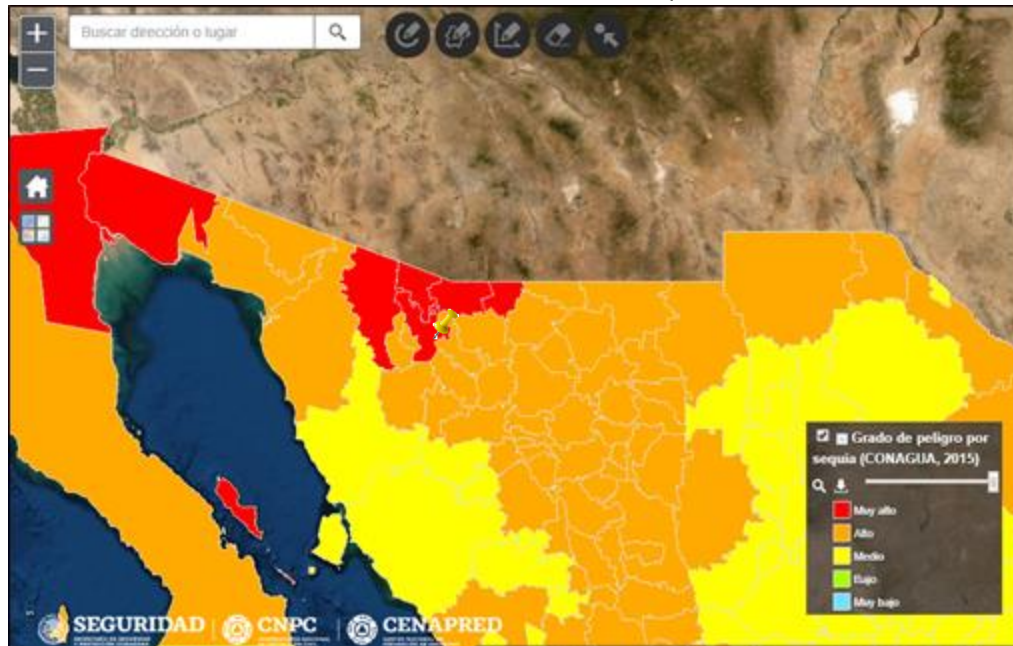 Buscar dirección o lugar
Grado de peligro por
sequia (CONAGUA, 2015)
Muy alto
Alto
Medio
Bajo
Muy bajo
SEGURIDAD
CNPC
CENAPRED